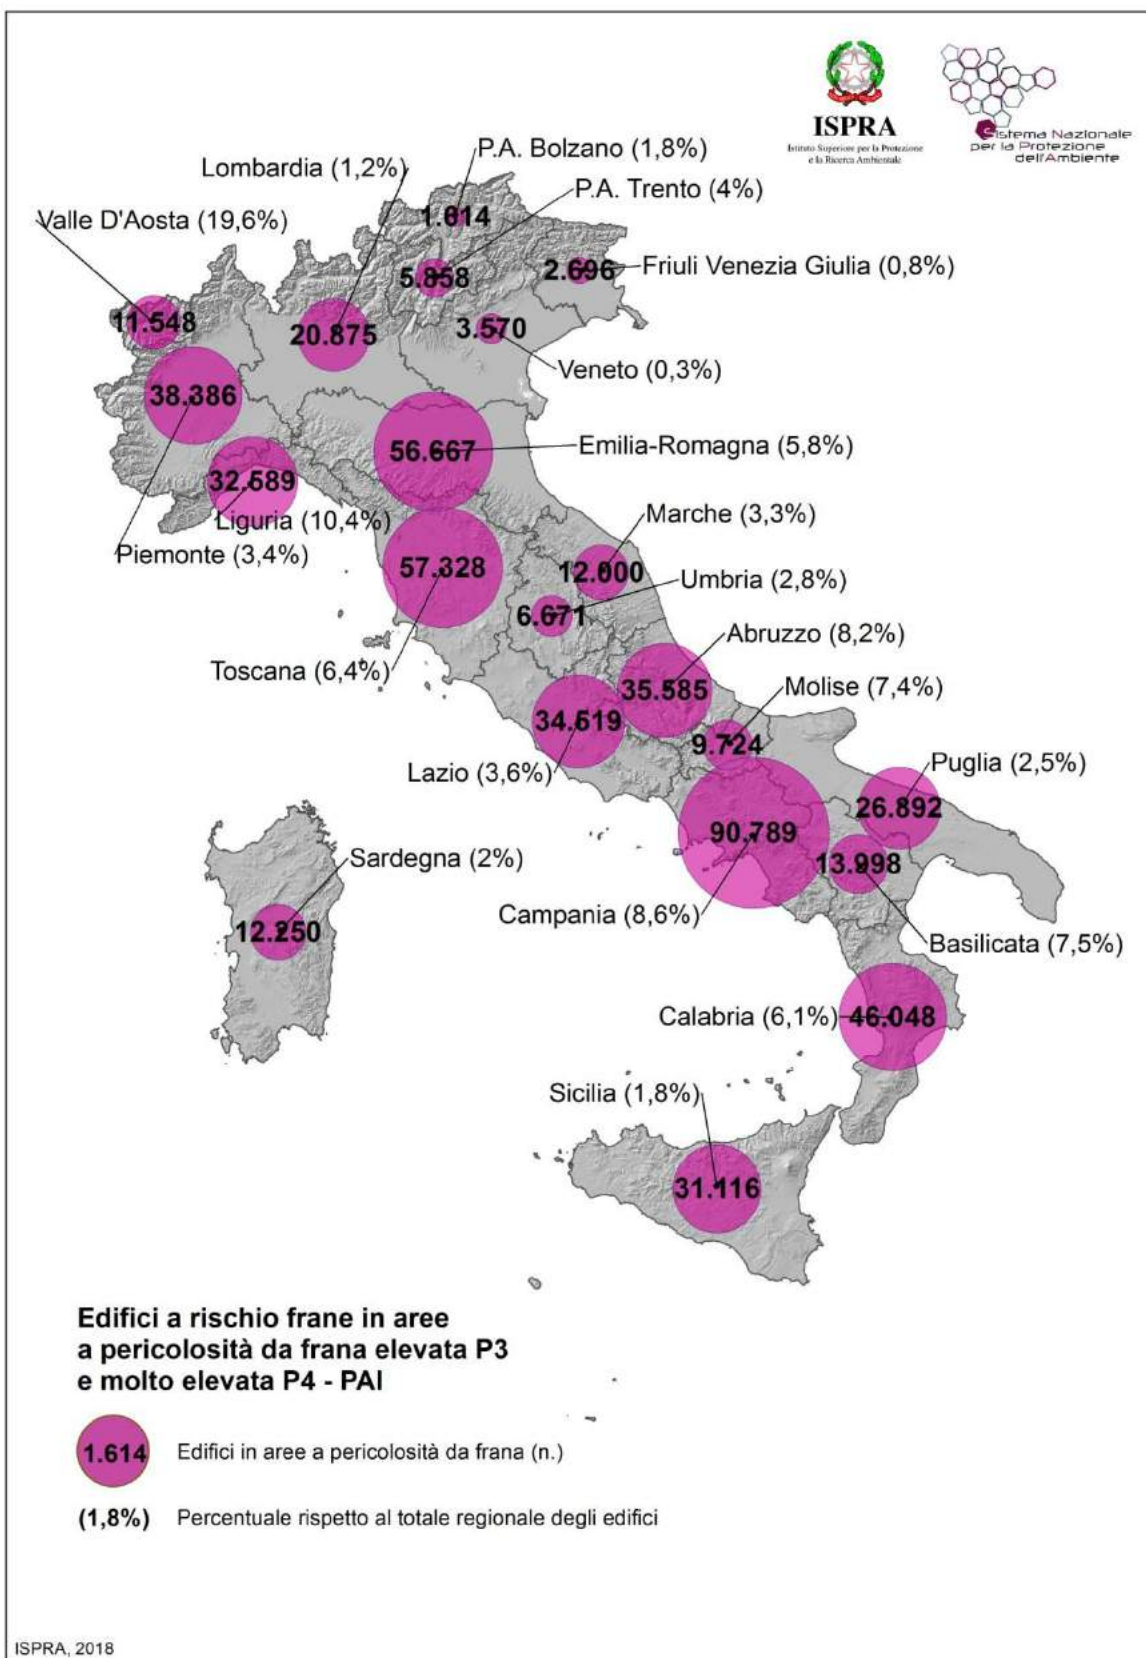 ISPRA
Istituto Superiore per la Protezione
e la Ricerca Ambientale
Sistema Nazionale
per la Protezione
dell'Ambiente
P.A. Bolzano (1,8%)
Lombardia (1,2%)
P.A. Trento (4%)
Valle D'Aosta (19,6%)
1.614
5.858
2.696
Friuli Venezia Giulia (0,8%)
11.548
20.875
3.570
Veneto (0,3%)
38.386
56.667
Emilia-Romagna (5,8%)
32.589
Liguria (10,4%)
Marche (3,3%)
Piemonte (3,4%)
57.328
12.000
Umbria (2,8%)
6.671
Abruzzo (8,2%)
Toscana (6,4%)
35.585
Molise (7,4%)
34.519
9.724
Lazio (3,6%)
Puglia (2,5%)
26.892
90.789
Sardegna (2%)
13.998
Campania (8,6%)
12.250
Basilicata (7,5%)
Calabria (6,1%)
46.048
Sicilia (1,8%)
31.116
Edifici a rischio frane in aree
a pericolosità da frana elevata P3
e molto elevata P4 - PAI
1.614
Edifici in aree a pericolosità da frana (n.)
(1,8%)
Percentuale rispetto al totale regionale degli edifici
ISPRA, 2018